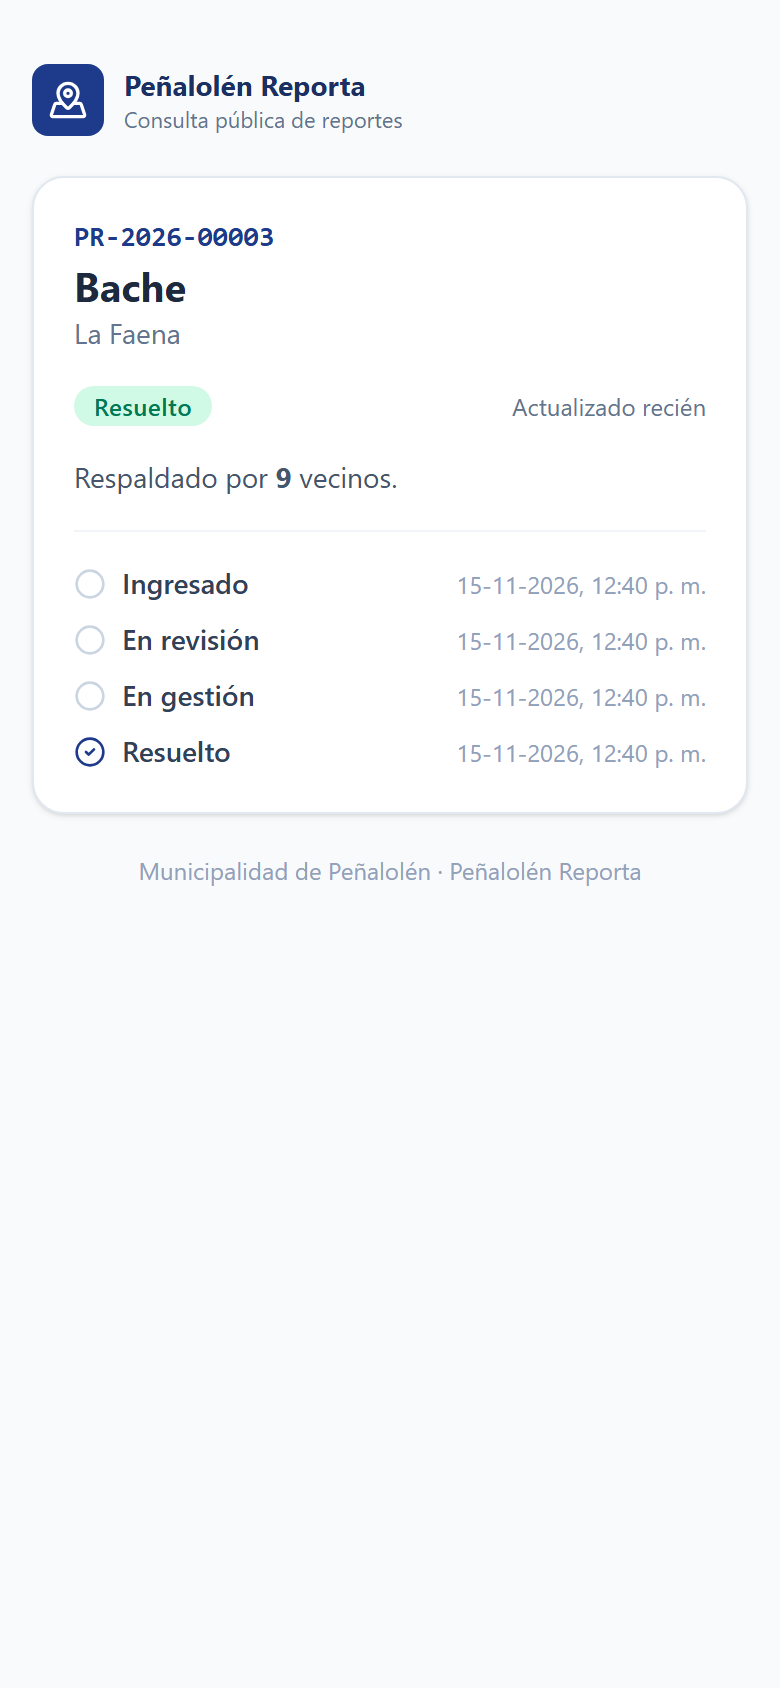 Peñalolén Reporta
Consulta pública de reportes
PR-2026-00003
Bache
La Faena
Resuelto Actualizado recién
Respaldado por 9 vecinos.
Ingresado 15-11-2026, 12:40 p. m.
En revisión 15-11-2026, 12:40 p. m.
En gestión 15-11-2026, 12:40 p. m.
Resuelto 15-11-2026, 12:40 p. m.
Municipalidad de Peñalolén · Peñalolén Reporta